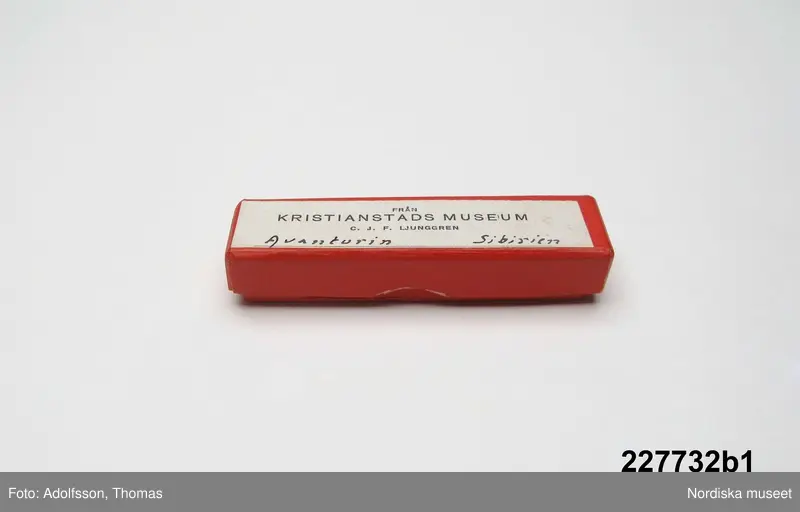 FRÅN
KRISTIANSTADS MUSEUM
C. J. F. LJUNGGREN
Avanturin Sibirien
227732b1
Foto: Adolfsson, Thomas Nordiska museet